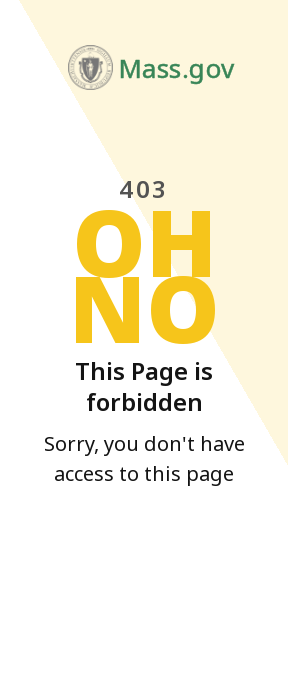 Mass.gov
403
OH
NO
This Page is
forbidden
Sorry, you don't have
access to this page